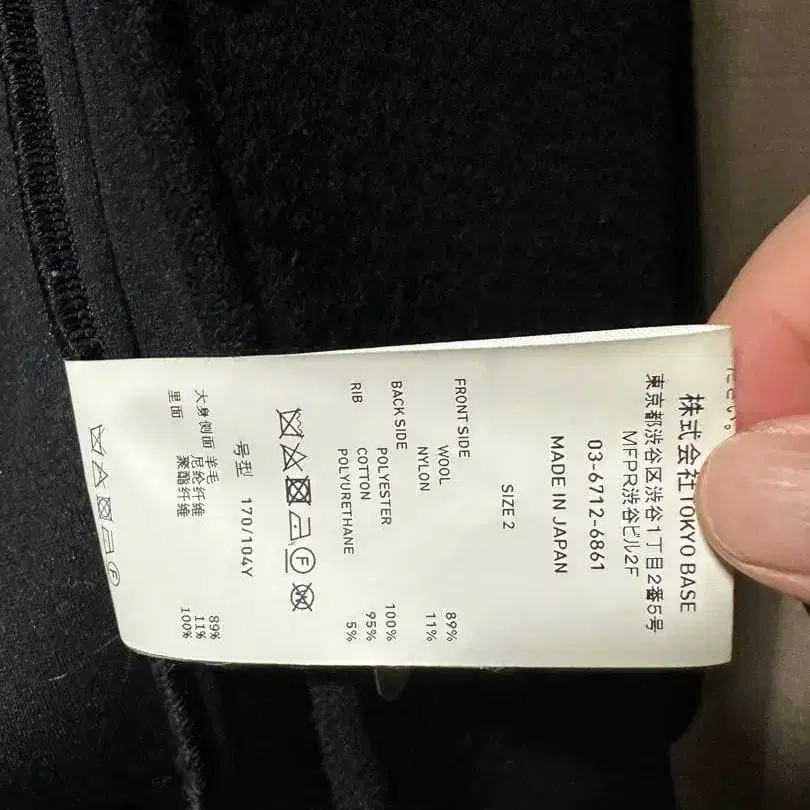 ださい。
株式会社TOKYO BASE
東京都渋谷区渋谷1丁目2番5号
MFPR渋谷ビル2F
03-6712-6861
MADE IN JAPAN
SIZE 2
FRONT SIDE
WOOL 89%
NYLON 11%
BACK SIDE
POLYESTER 100%
COTTON 95%
RIB
POLYURETHANE 5%
号型 170/104Y
大身侧面 羊毛 89%
尼纶纤维 11%
里面 聚酯纤维 100%